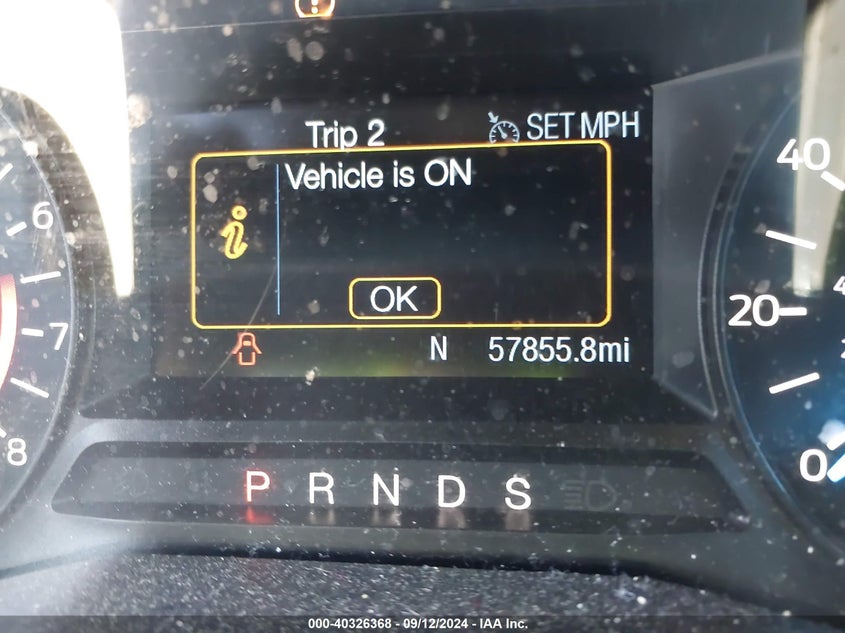 Trip 2
SET MPH
Vehicle is ON
i
OK
N 57855.8mi
6
7
8
40
20
0
P R N D S
000-40326368 - 09/12/2024 - IAA Inc.